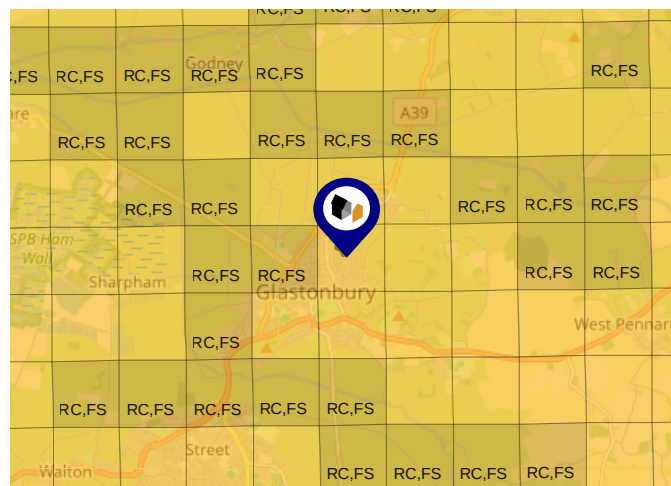 RC,FS RC,FS RC,FS
C,FS RC,FS RC,FS RC,FS RC,FS RC,FS
Godney
A39
are
RC,FS RC,FS RC,FS RC,FS RC,FS
RC,FS RC,FS RC,FS RC,FS RC,FS
SPB Ham
Wall
Sharpham
RC,FS RC,FS RC,FS RC,FS
Glastonbury
West Pennard
RC,FS
RC,FS RC,FS RC,FS RC,FS RC,FS
Street
Walton
RC,FS RC,FS RC,FS RC,FS